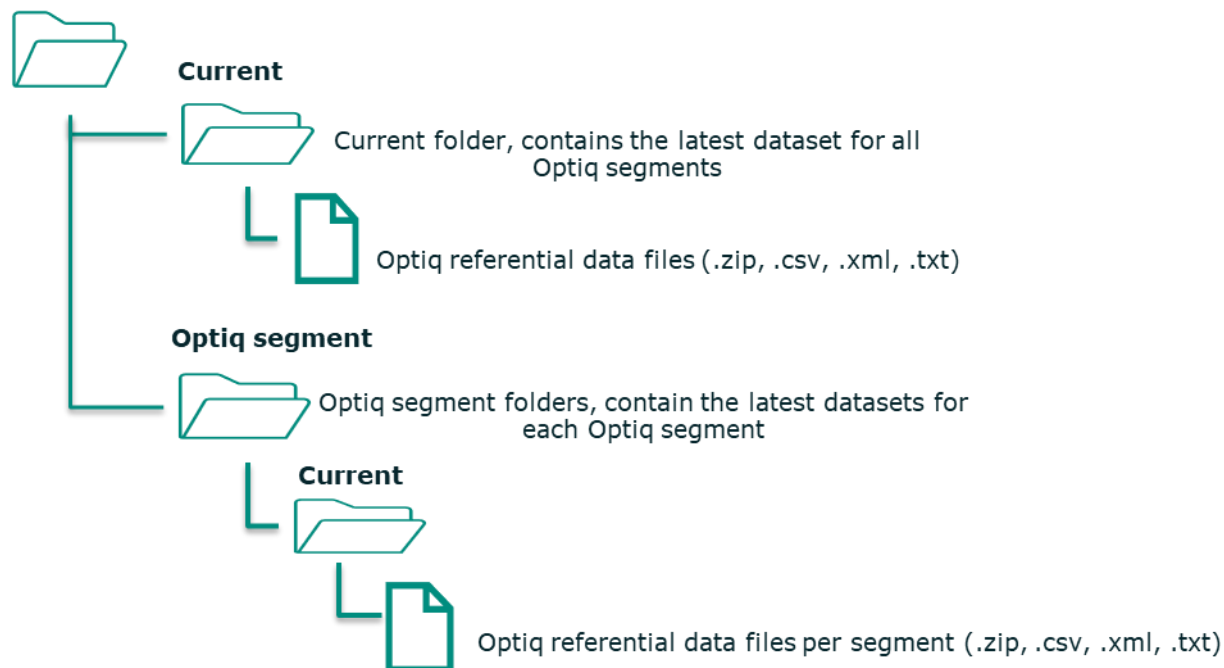 Current
Current folder, contains the latest dataset for all
Optiq segments
Optiq referential data files (.zip, .csv, .xml, .txt)
Optiq segment
Optiq segment folders, contain the latest datasets for
each Optiq segment
Current
Optiq referential data files per segment (.zip, .csv, .xml, .txt)